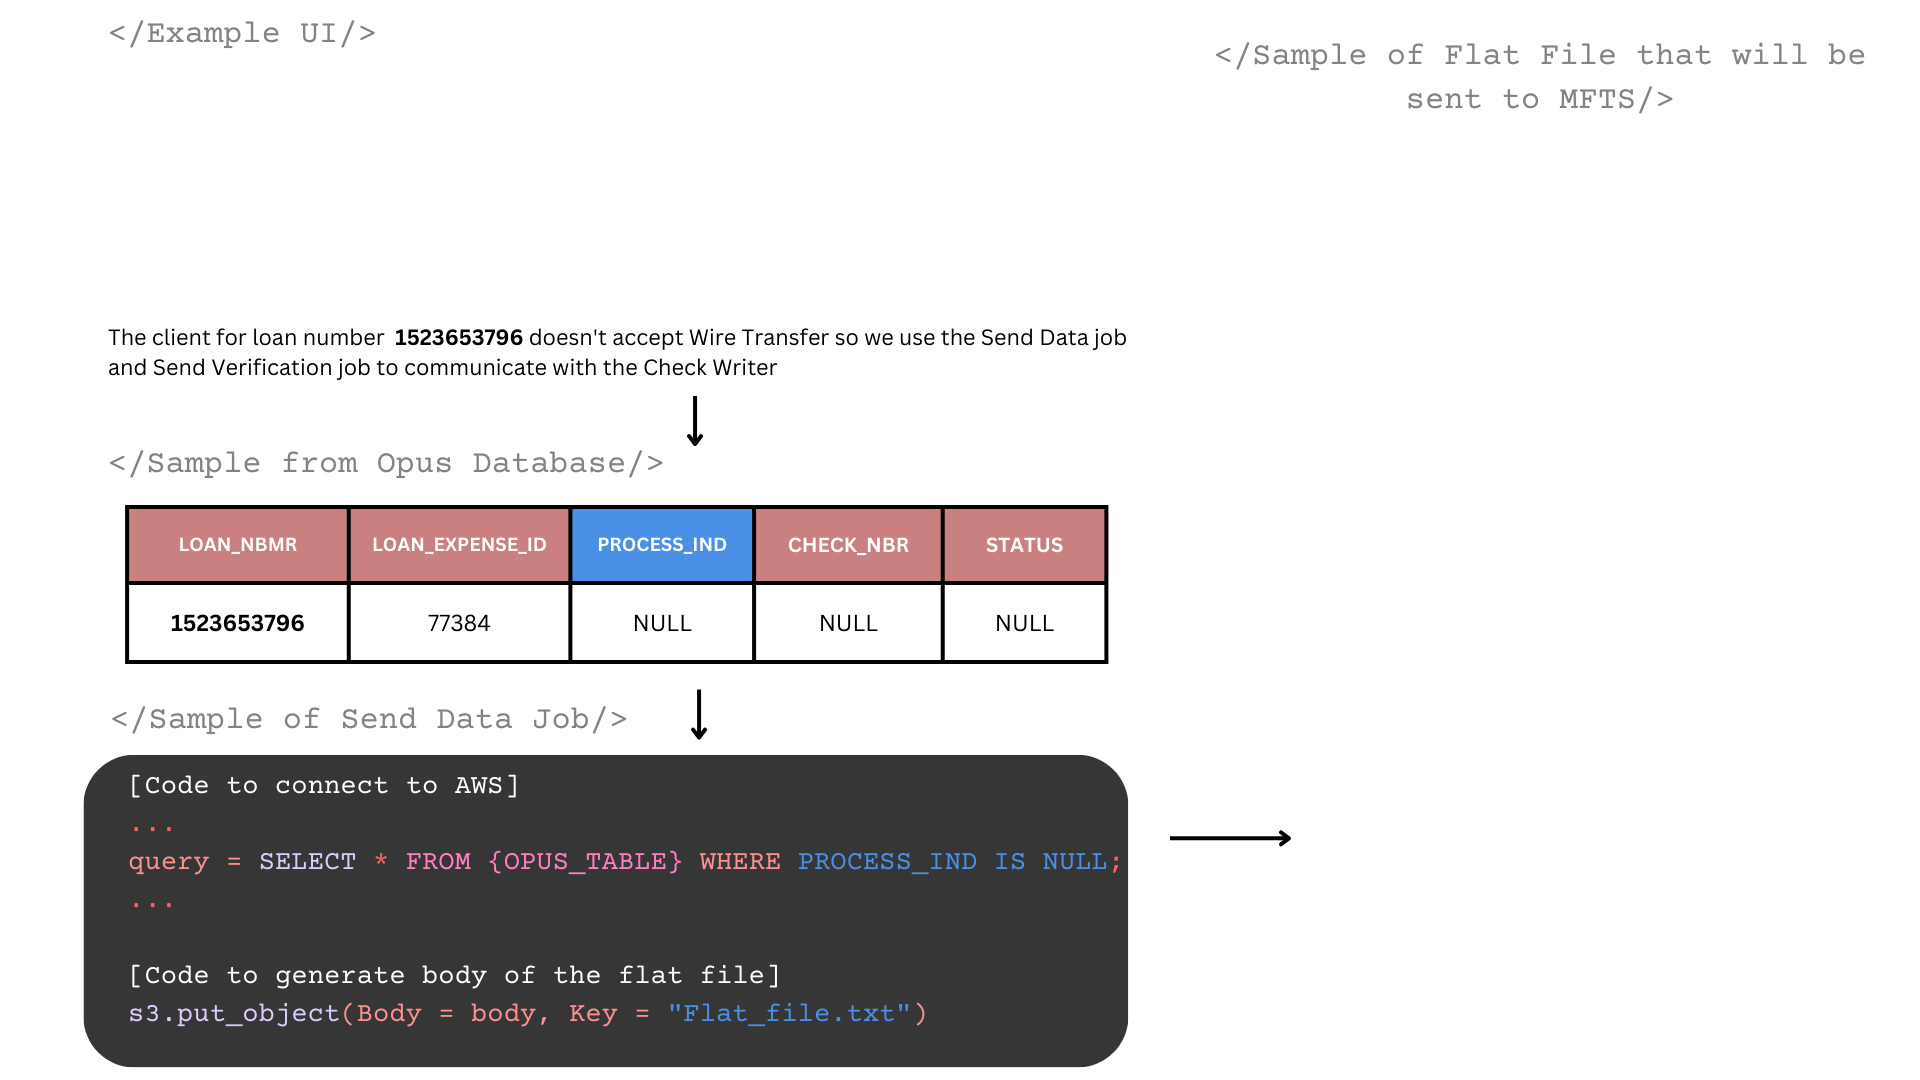 </Example UI/>
</Sample of Flat File that will be
sent to MFTS/>
The client for loan number 1523653796 doesn't accept Wire Transfer so we use the Send Data job
and Send Verification job to communicate with the Check Writer
</Sample from Opus Database/>
LOAN_NBMR LOAN_EXPENSE_ID PROCESS_IND CHECK_NBR STATUS
1523653796 77384 NULL NULL NULL
</Sample of Send Data Job/>
[Code to connect to AWS]
...
query = SELECT * FROM {OPUS_TABLE} WHERE PROCESS_IND IS NULL;
...
[Code to generate body of the flat file]
s3.put_object(Body = body, Key = "Flat_file.txt")